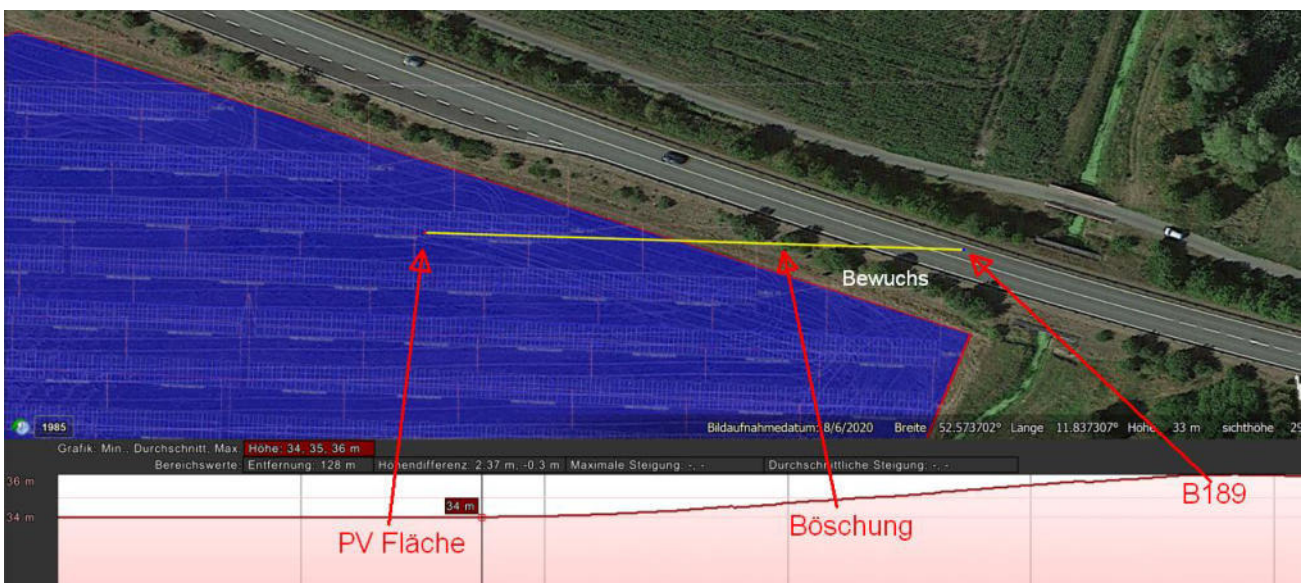 Bewuchs
1985
Bildaufnahmedatum: 8/6/2020 Breite 52.573702° Länge 11.837307° Höhe 33 m sichthöhe 29
Grafik: Min., Durchschnitt, Max. Höhe: 34, 35, 36 m
Bereichswerte: Entfernung: 128 m Höhendifferenz: 2.37 m, -0.3 m Maximale Steigung: -, - Durchschnittliche Steigung: -, -
36 m
34 m
34 m
PV Fläche
Böschung
B189